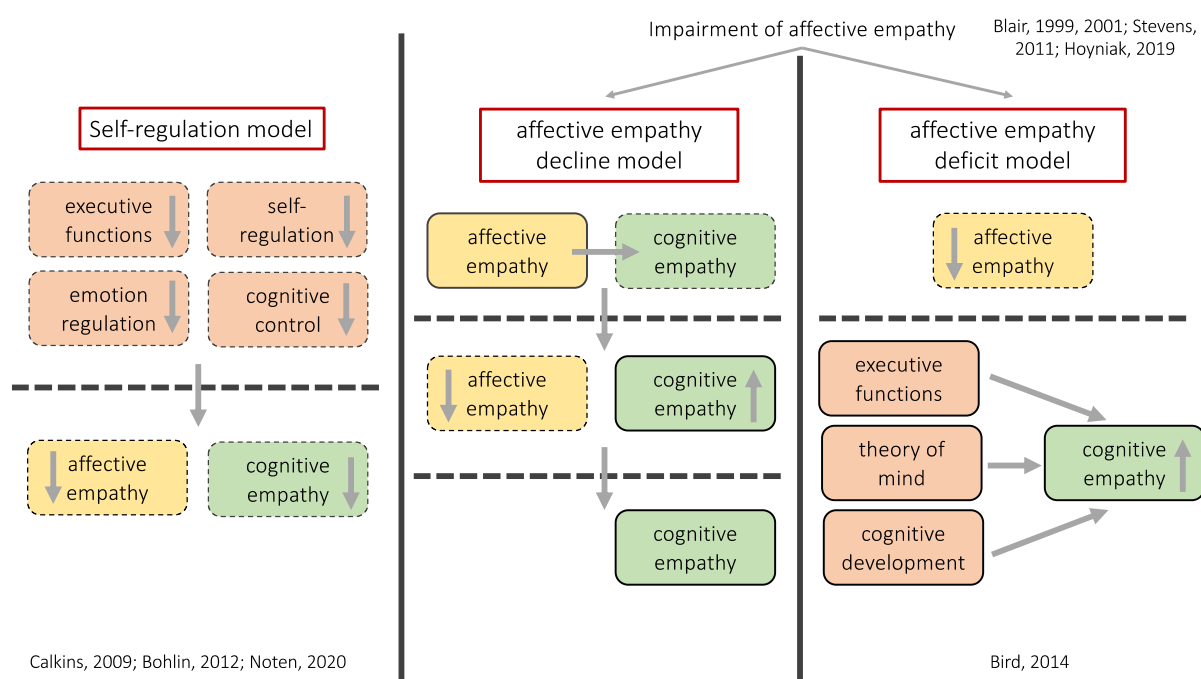 Impairment of affective empathy
Blair, 1999, 2001; Stevens,
2011; Hoyniak, 2019
Self-regulation model
executive
functions
self-
regulation
emotion
regulation
cognitive
control
affective
empathy
cognitive
empathy
Calkins, 2009; Bohlin, 2012; Noten, 2020
affective empathy
decline model
affective
empathy
cognitive
empathy
affective
empathy
cognitive
empathy
cognitive
empathy
affective empathy
deficit model
affective
empathy
executive
functions
theory of
mind
cognitive
development
cognitive
empathy
Bird, 2014